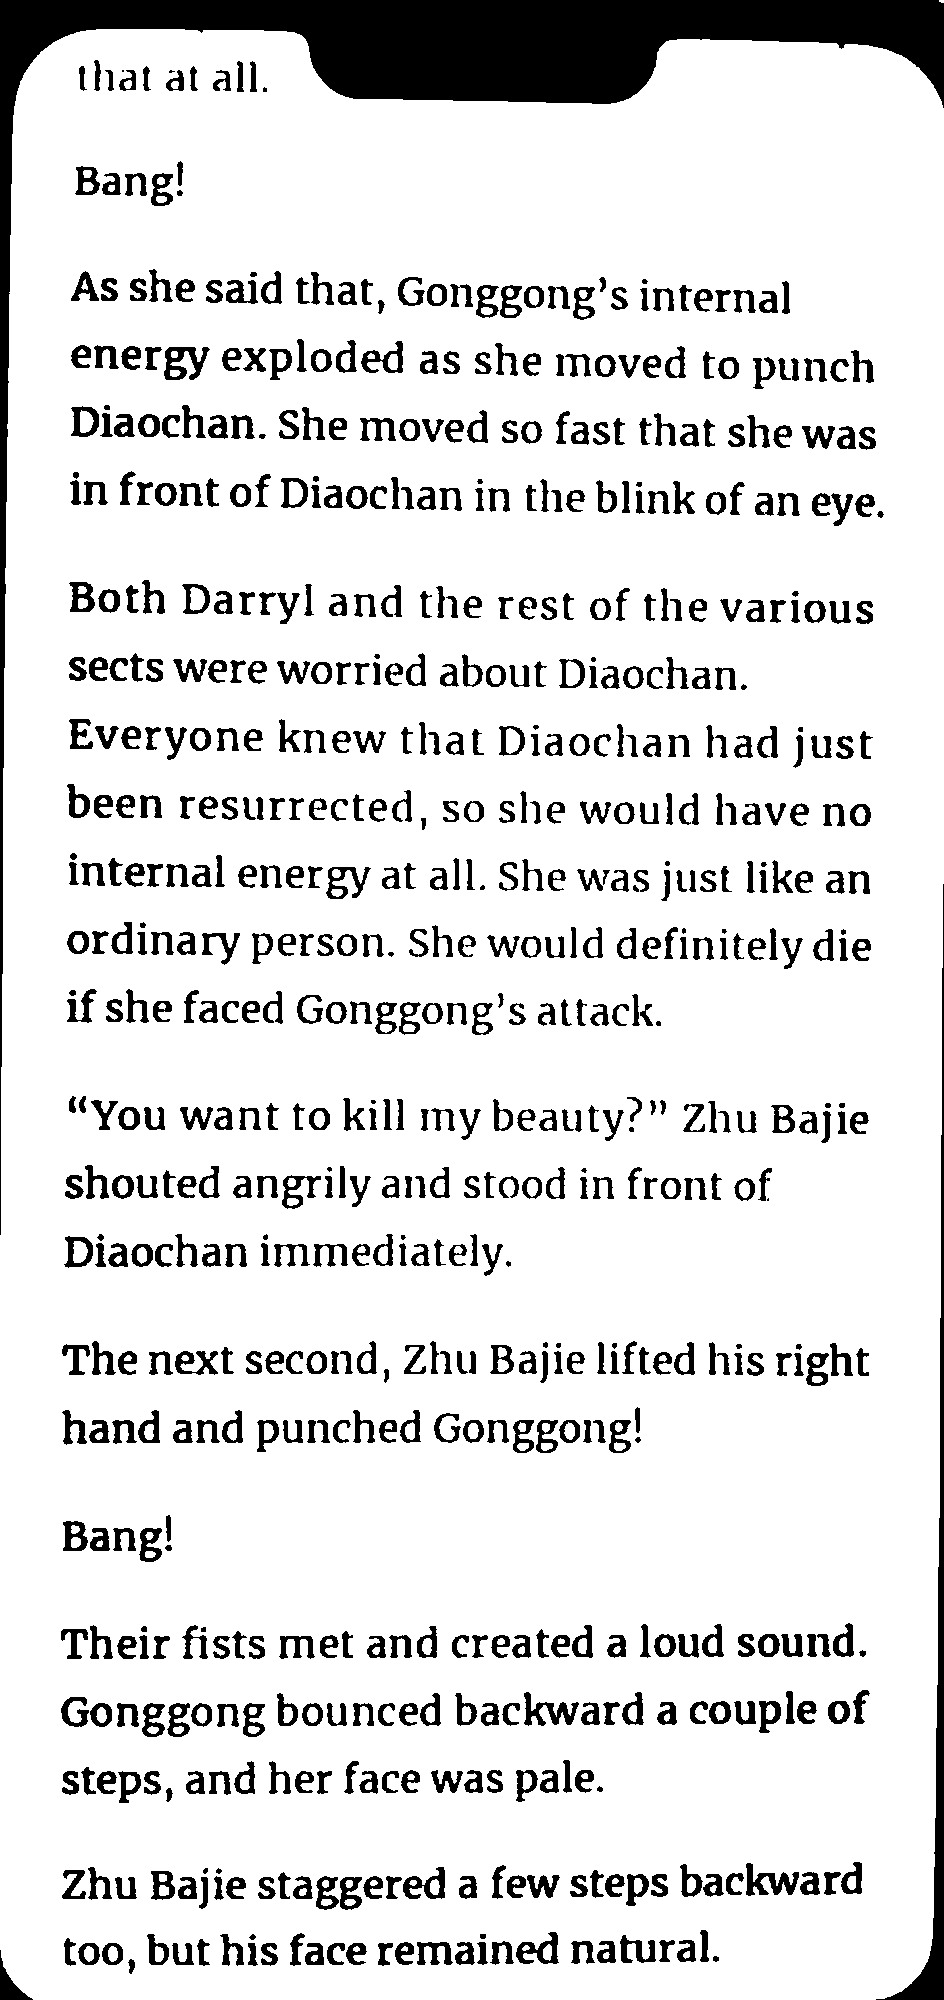 that at all.
Bang!
As she said that, Gonggong's internal
energy exploded as she moved to punch
Diaochan. She moved so fast that she was
in front of Diaochan in the blink of an eye.
Both Darryl and the rest of the various
sects were worried about Diaochan.
Everyone knew that Diaochan had just
been resurrected, so she would have no
internal energy at all. She was just like an
ordinary person. She would definitely die
if she faced Gonggong's attack.
“You want to kill my beauty?” Zhu Bajie
shouted angrily and stood in front of
Diaochan immediately.
The next second, Zhu Bajie lifted his right
hand and punched Gonggong!
Bang!
Their fists met and created a loud sound.
Gonggong bounced backward a couple of
steps, and her face was pale.
Zhu Bajie staggered a few steps backward
too, but his face remained natural.